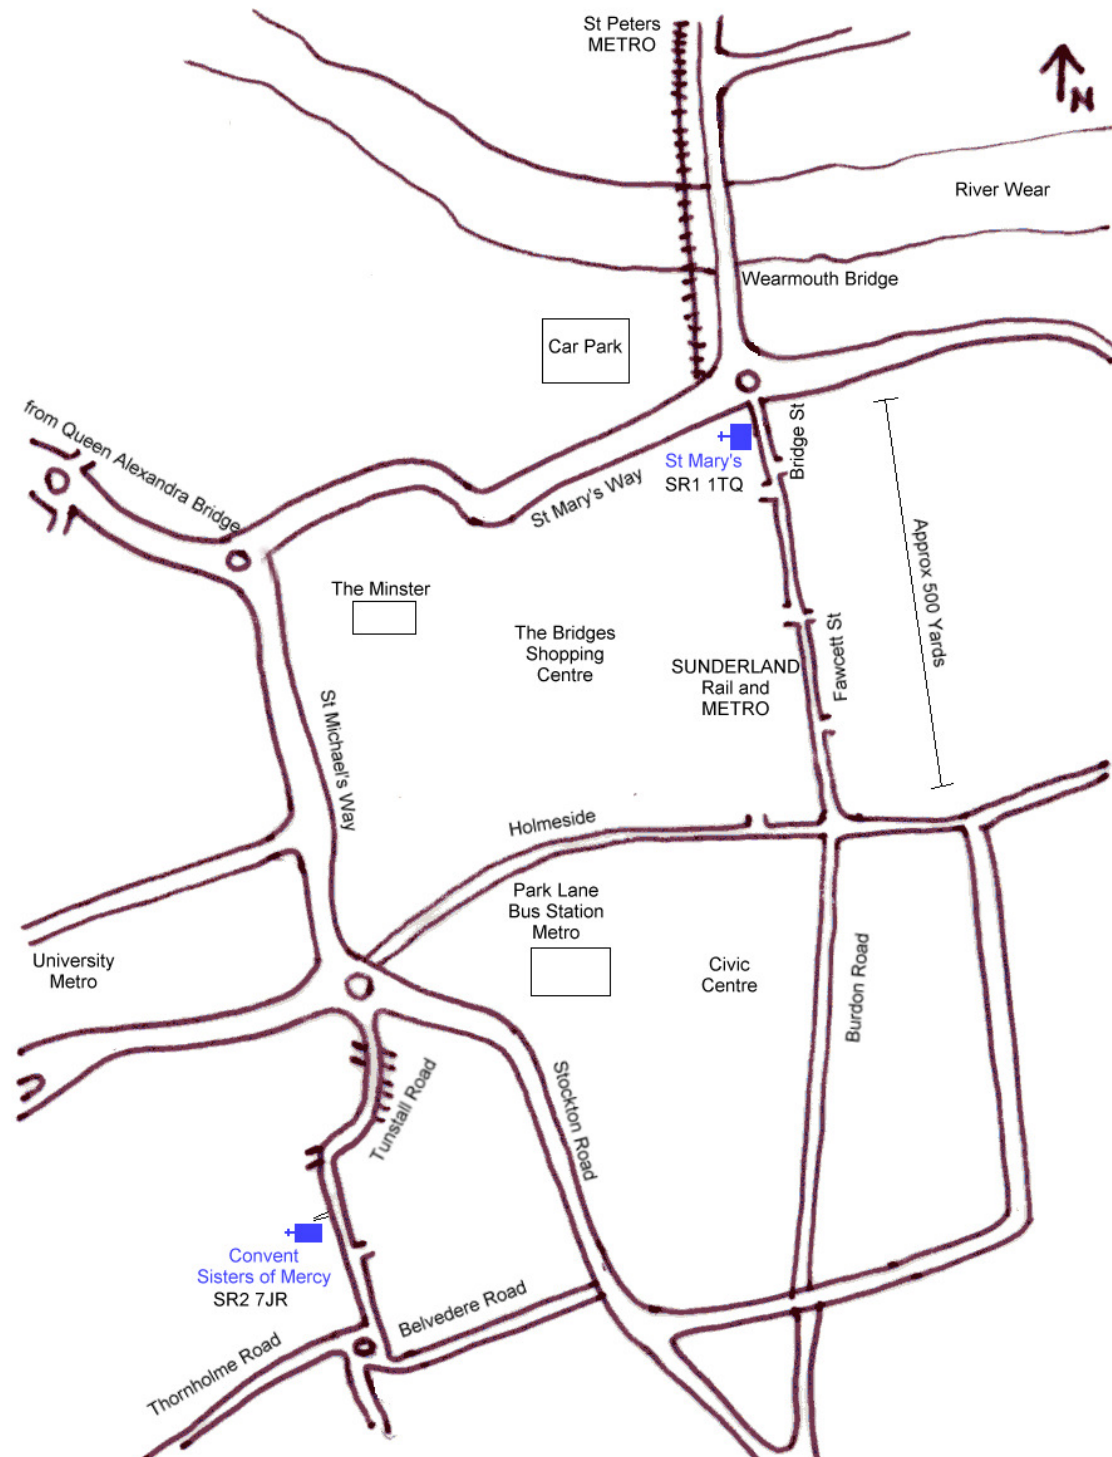 St Peters
METRO
N
River Wear
Wearmouth Bridge
Car Park
from Queen Alexandra Bridge
Bridge St
St Mary's
SR1 1TQ
St Mary's Way
Approx 500 Yards
The Minster
The Bridges
Shopping
Centre
SUNDERLAND
Rail and
METRO
Fawcett St
St Michael's Way
Holmeside
Park Lane
Bus Station
Metro
University
Metro
Civic
Centre
Burdon Road
Stockton Road
Tunstall Road
Convent
Sisters of Mercy
SR2 7JR
Belvedere Road
Thornholme Road